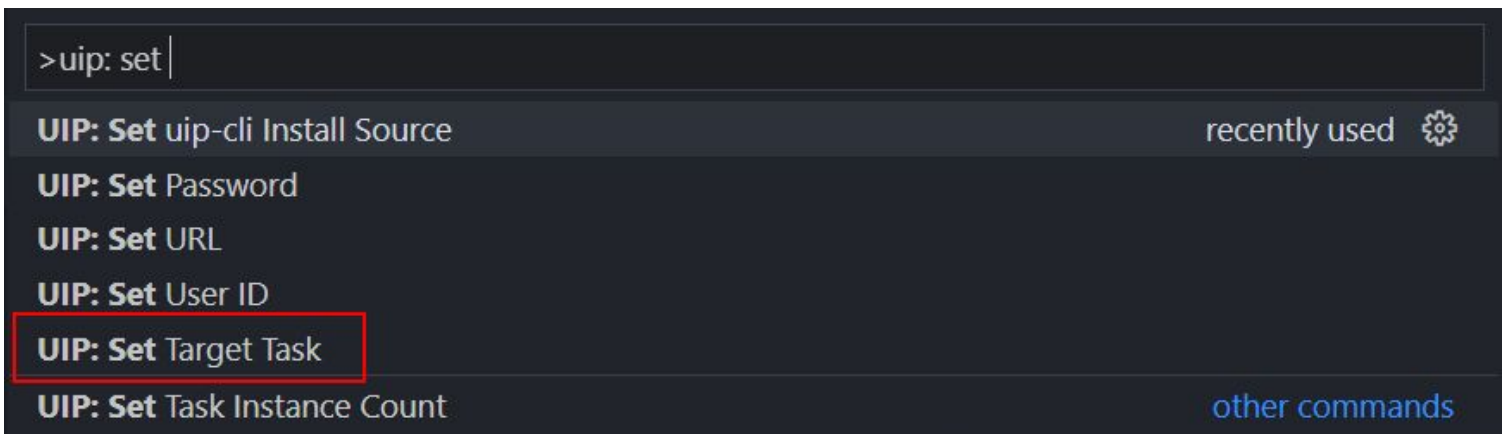 >uip: set
UIP: Set uip-cli Install Source recently used
UIP: Set Password
UIP: Set URL
UIP: Set User ID
UIP: Set Target Task
UIP: Set Task Instance Count other commands